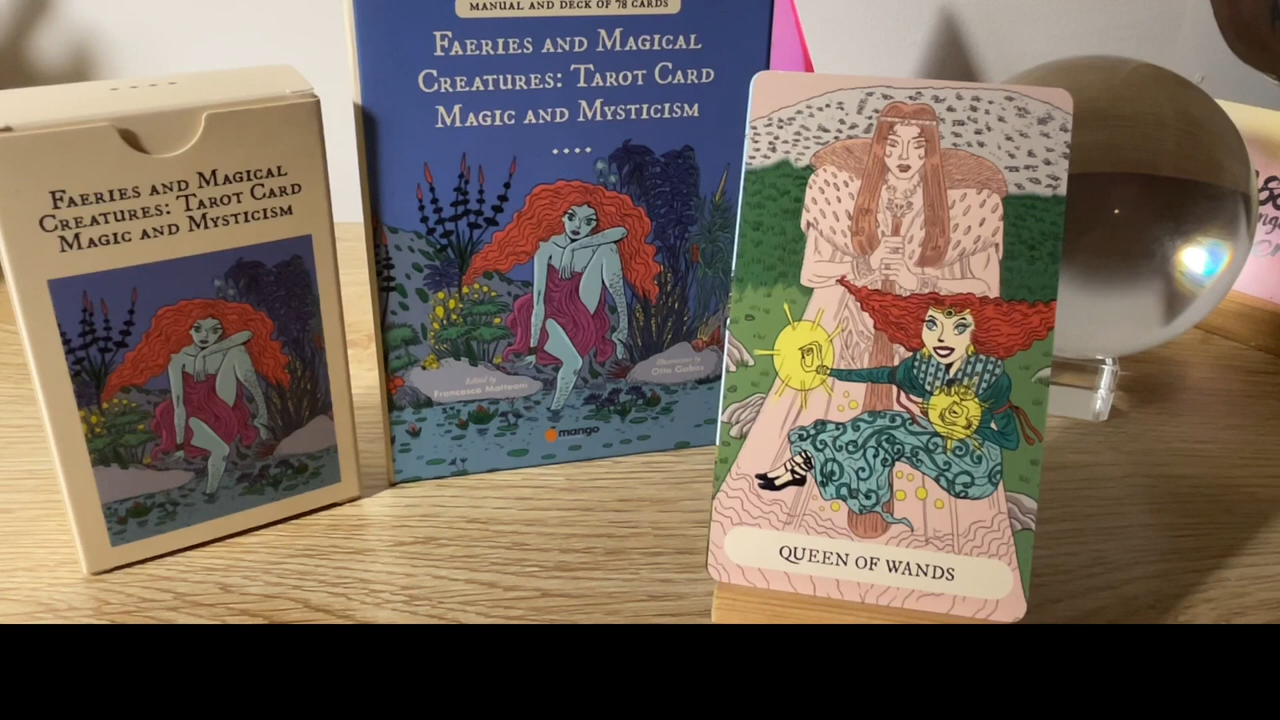 Faeries and Magical
Creatures: Tarot Card
Magic and Mysticism
MANUAL AND DECK OF 78 CARDS
Faeries and Magical
Creatures: Tarot Card
Magic and Mysticism
Edited by
Francesca Matteoni
Illustrations by
Otto Gabos
mango
QUEEN OF WANDS